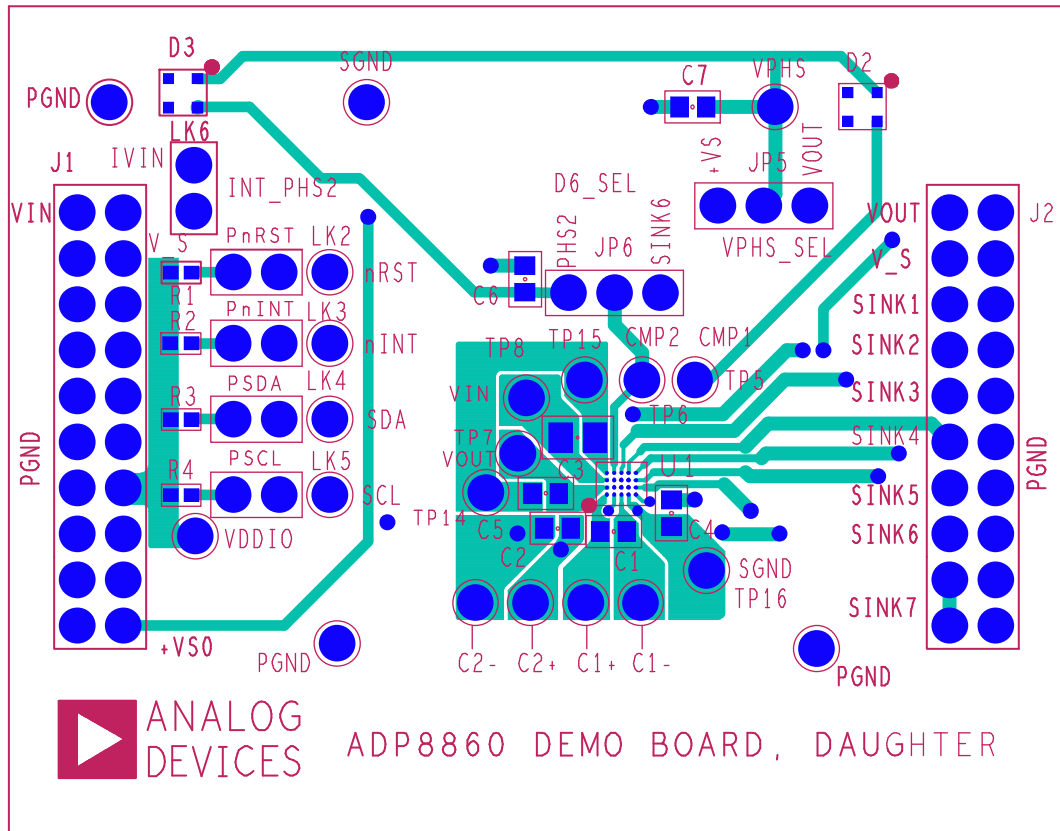 D3
SGND
C7
VPHS
D2
PGND
LK6
J1
IVIN
INT_PHS2
+VS
JP5
VOUT
D6_SEL
VIN
VOUT
J2
V_S
PnRST
LK2
PHS2
JP6
SINK6
VPHS_SEL
V_S
nRST
R1
C6
SINK1
R2
PnINT
LK3
nINT
TP8
TP15
CMP2
CMP1
SINK2
PSDA
LK4
R3
VIN
TP5
SINK3
SDA
TP6
TP7
VOUT
SINK4
PGND
PSCL
LK5
R4
C3
U1
PGND
SCL
SINK5
TP14
C5
C4
VDDIO
C2
C1
SINK6
SGND
TP16
SINK7
+VSO
PGND
C2-
C2+
C1+
C1-
PGND
ANALOG
DEVICES
ADP8860 DEMO BOARD, DAUGHTER